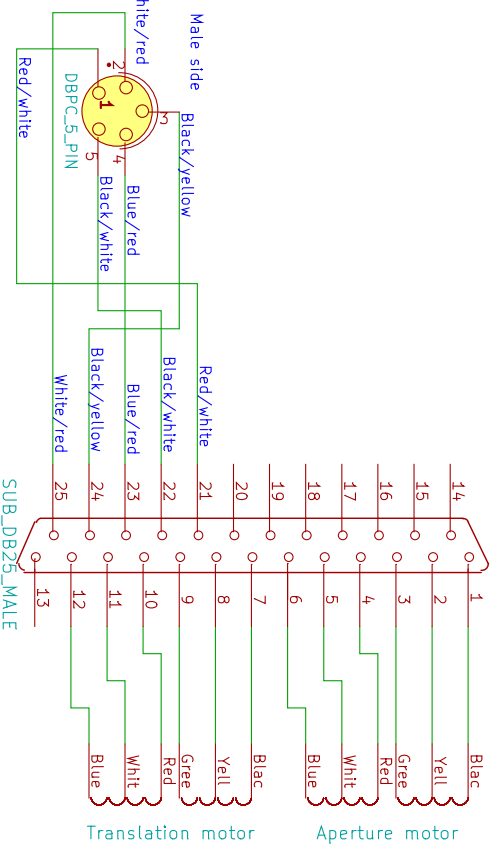 hite/red
Male side
Red/white
DBPC_5_PIN
2
1
3
5
4
Black/yellow
Black/white
Blue/red
White/red
Black/yellow
Blue/red
Black/white
Red/white
25
24
23
22
21
20
19
18
17
16
15
14
SUB_DB25_MALE
13
12
11
10
9
8
7
6
5
4
3
2
1
Blue
Whit
Red
Gree
Yell
Blac
Blue
Whit
Red
Gree
Yell
Blac
Translation motor
Aperture motor